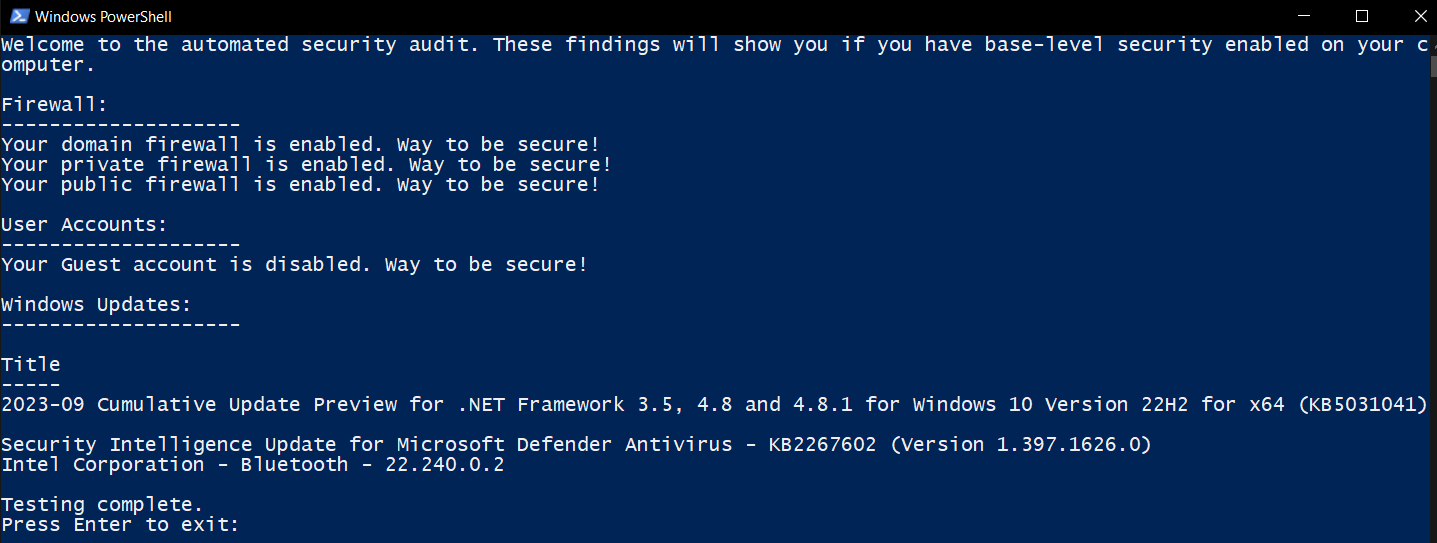 Windows PowerShell
Welcome to the automated security audit. These findings will show you if you have base-level security enabled on your c
omputer.
Firewall:
--------------------
Your domain firewall is enabled. Way to be secure!
Your private firewall is enabled. Way to be secure!
Your public firewall is enabled. Way to be secure!
User Accounts:
--------------------
Your Guest account is disabled. Way to be secure!
Windows Updates:
--------------------
Title
-----
2023-09 Cumulative Update Preview for .NET Framework 3.5, 4.8 and 4.8.1 for Windows 10 Version 22H2 for x64 (KB5031041)
Security Intelligence Update for Microsoft Defender Antivirus - KB2267602 (Version 1.397.1626.0)
Intel Corporation - Bluetooth - 22.240.0.2
Testing complete.
Press Enter to exit: